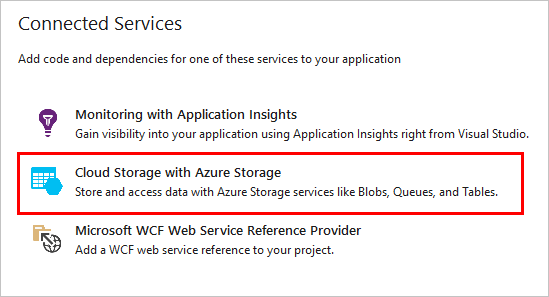 Connected Services
Add code and dependencies for one of these services to your application
Monitoring with Application Insights
Gain visibility into your application using Application Insights right from Visual Studio.
Cloud Storage with Azure Storage
Store and access data with Azure Storage services like Blobs, Queues, and Tables.
Microsoft WCF Web Service Reference Provider
Add a WCF web service reference to your project.